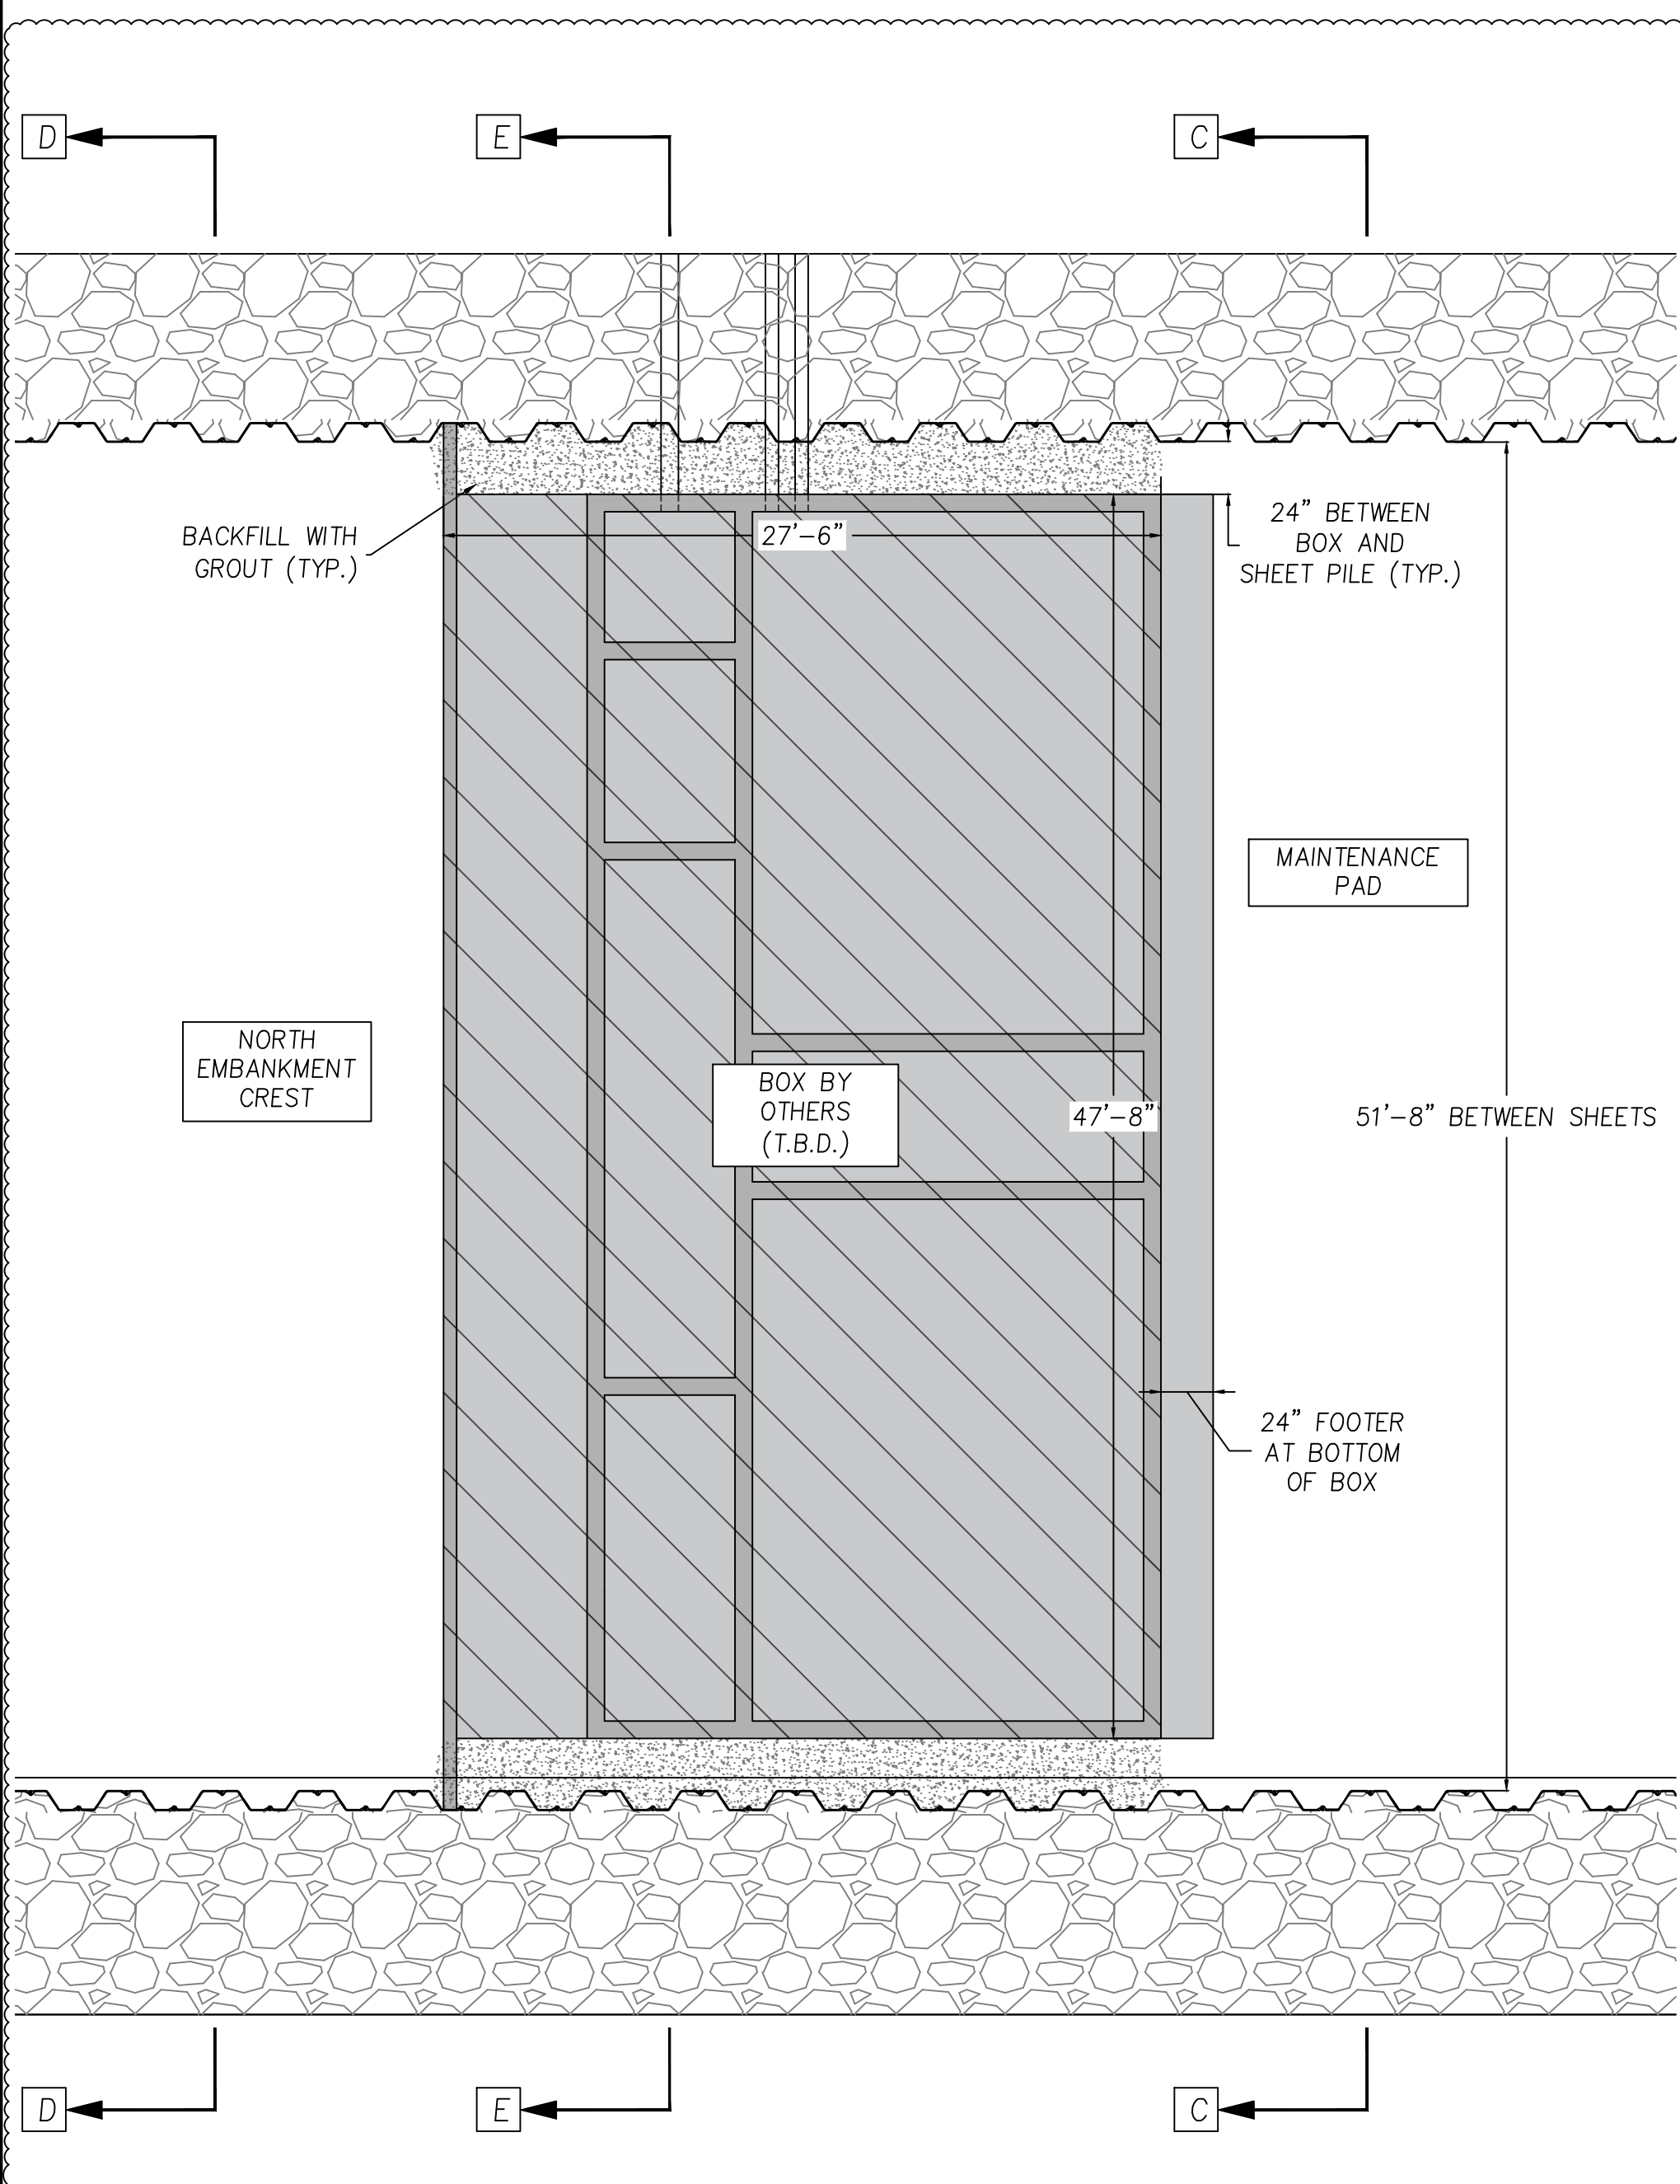 D
E
C
BACKFILL WITH
GROUT (TYP.)
27'-6"
24" BETWEEN
BOX AND
SHEET PILE (TYP.)
MAINTENANCE
PAD
NORTH
EMBANKMENT
CREST
BOX BY
OTHERS
(T.B.D.)
47'-8"
51'-8" BETWEEN SHEETS
24" FOOTER
AT BOTTOM
OF BOX
D
E
C